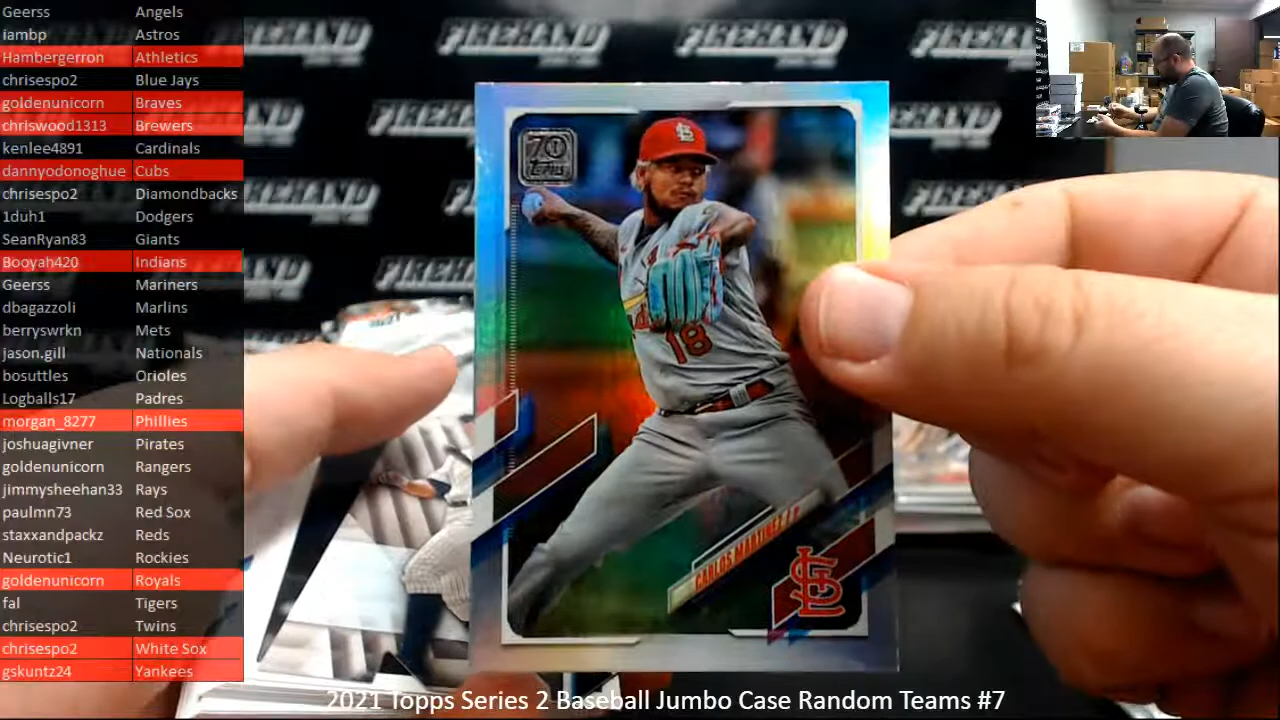 Geerss Angels
iambp Astros
Hambergerron Athletics
chrisespo2 Blue Jays
goldenunicorn Braves
chriswood1313 Brewers
kenlee4891 Cardinals
dannyodonoghue Cubs
chrisespo2 Diamondbacks
1duh1 Dodgers
SeanRyan83 Giants
Booyah420 Indians
Geerss Mariners
dbagazzoli Marlins
berryswrkn Mets
jason.gill Nationals
bosuttles Orioles
Logballs17 Padres
morgan_8277 Phillies
joshuagivner Pirates
goldenunicorn Rangers
jimmysheehan33 Rays
paulmn73 Red Sox
staxxandpackz Reds
Neurotic1 Rockies
goldenunicorn Royals
fal Tigers
chrisespo2 Twins
chrisespo2 White Sox
gskuntz24 Yankees
FIREHAND FIREHAND FIREHAND FIREHAND
70
Topps
18
CARLOS MARTINEZ | P
STL
2021 Topps Series 2 Baseball Jumbo Case Random Teams #7